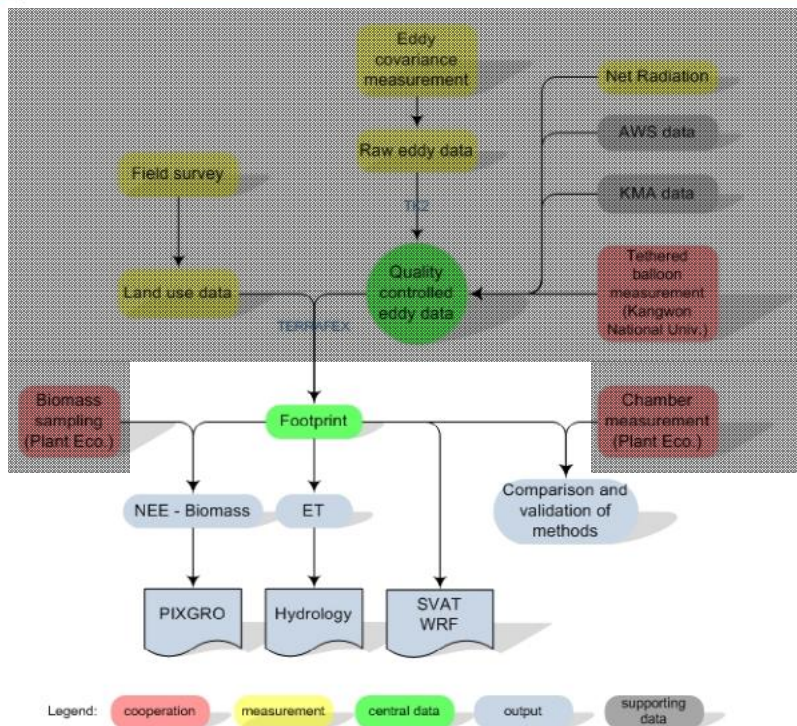 Eddy
covariance
measurement
Net Radiation
AWS data
Raw eddy data
Field survey
KMA data
TK2
Tethered
balloon
measurement
(Kangwon
National Univ.)
Quality
controlled
eddy data
Land use data
TERRAFEX
Biomass
sampling
(Plant Eco.)
Footprint
Chamber
measurement
(Plant Eco.)
NEE - Biomass
ET
Comparison and
validation of
methods
PIXGRO
Hydrology
SVAT
WRF
Legend: cooperation measurement central data output supporting
data